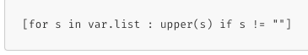 [for s in var.list : upper(s) if s != ""]